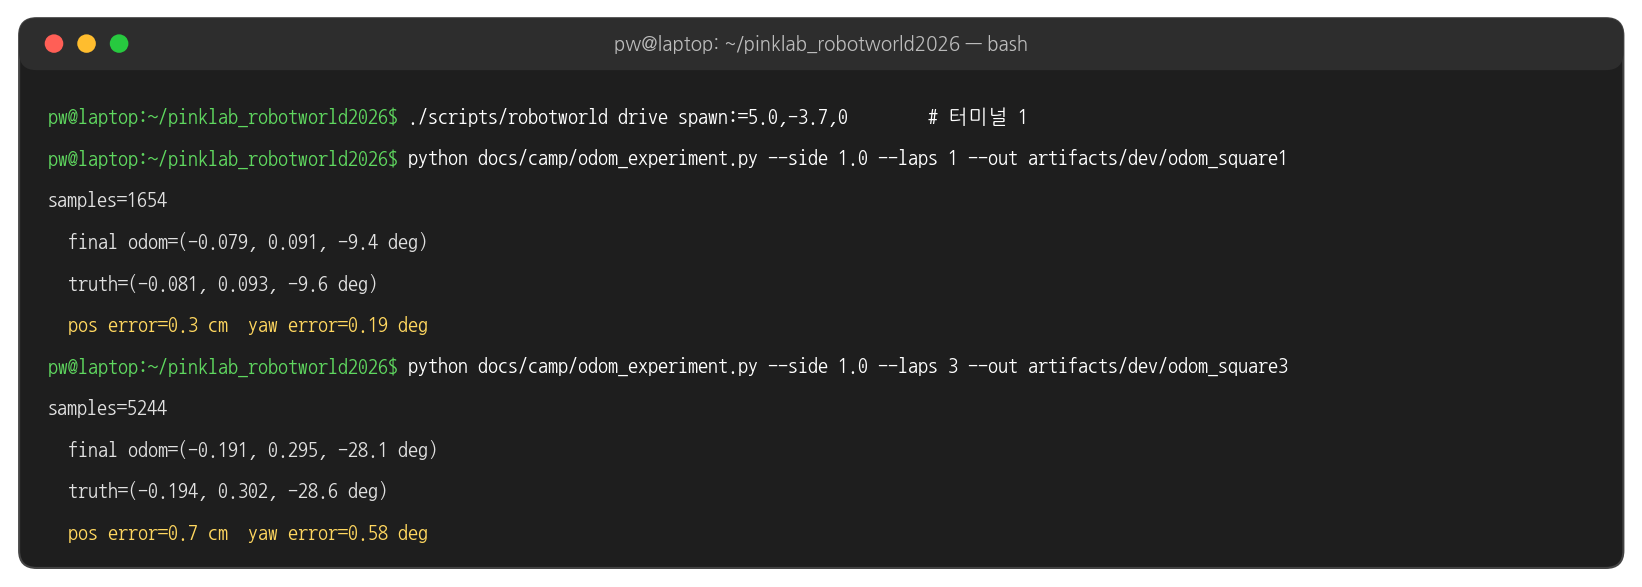 pw@laptop: ~/pinklab_robotworld2026 — bash
pw@laptop:~/pinklab_robotworld2026$ ./scripts/robotworld drive spawn:=5.0,-3.7,0        # 터미널 1
pw@laptop:~/pinklab_robotworld2026$ python docs/camp/odom_experiment.py --side 1.0 --laps 1 --out artifacts/dev/odom_square1
samples=1654
  final odom=(-0.079, 0.091, -9.4 deg)
  truth=(-0.081, 0.093, -9.6 deg)
  pos error=0.3 cm  yaw error=0.19 deg
pw@laptop:~/pinklab_robotworld2026$ python docs/camp/odom_experiment.py --side 1.0 --laps 3 --out artifacts/dev/odom_square3
samples=5244
  final odom=(-0.191, 0.295, -28.1 deg)
  truth=(-0.194, 0.302, -28.6 deg)
  pos error=0.7 cm  yaw error=0.58 deg